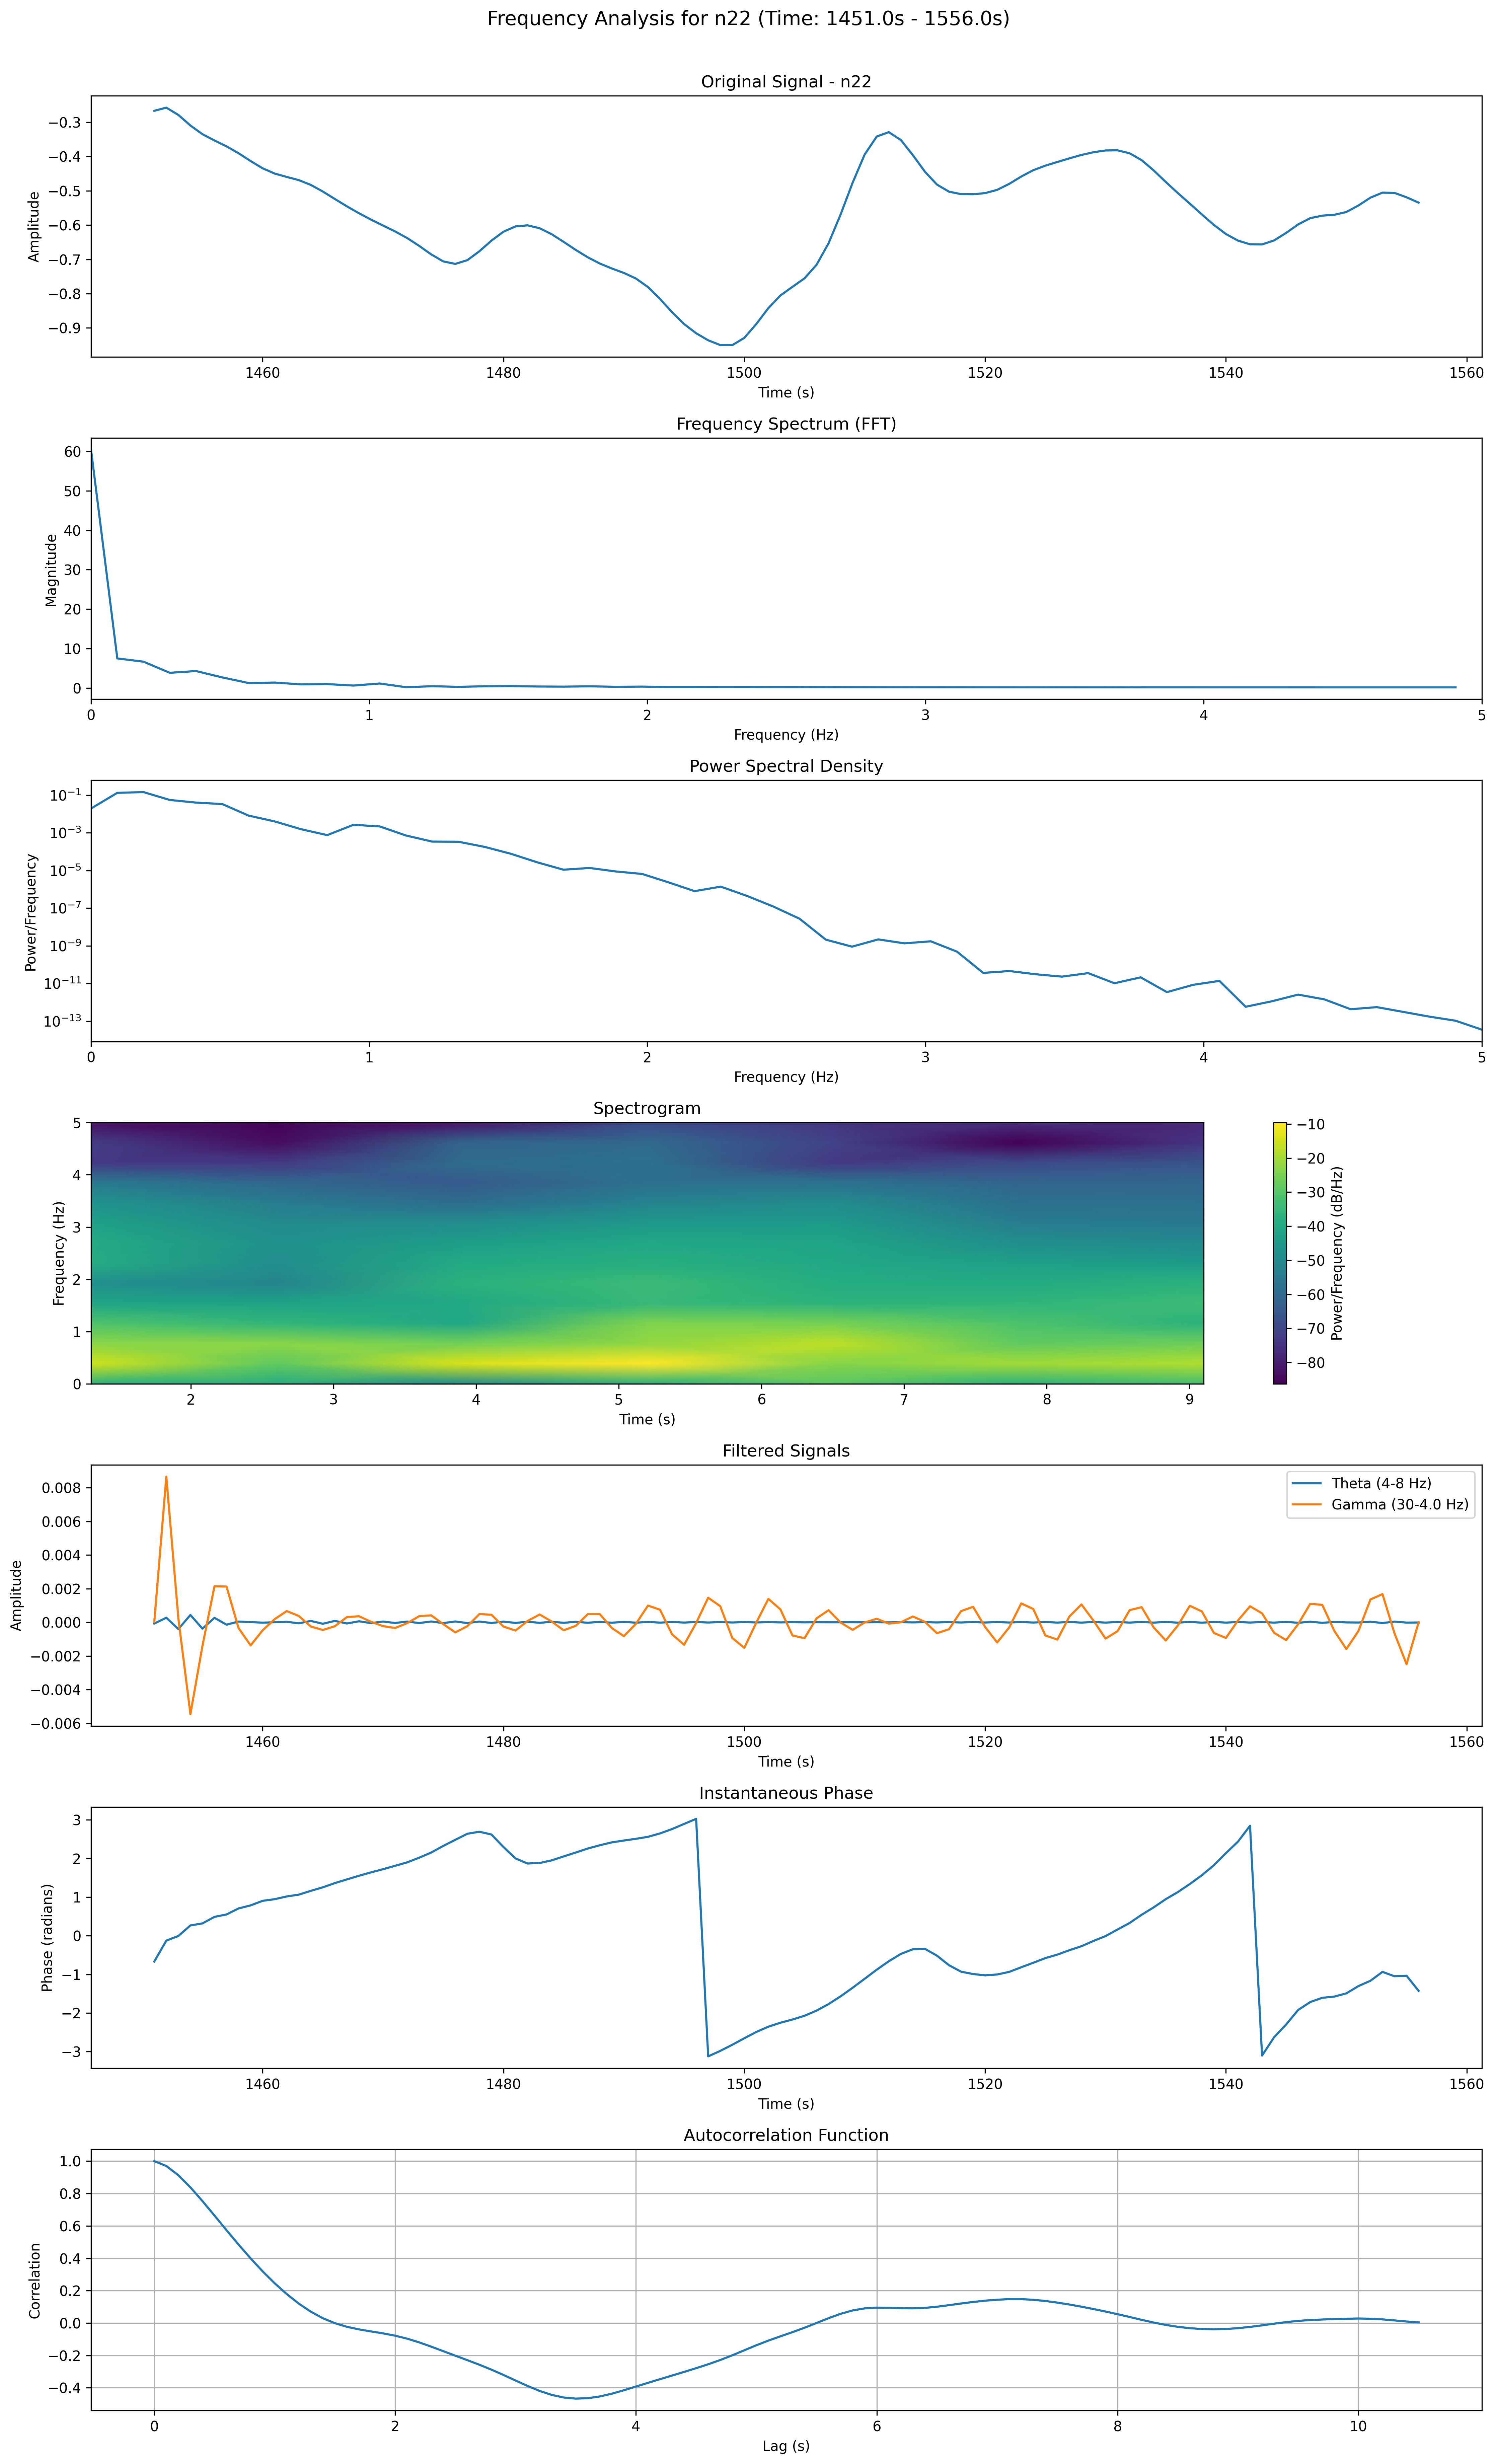 Frequency Analysis for n22 (Time: 1451.0s - 1556.0s)
Original Signal - n22
Amplitude
−0.3
−0.4
−0.5
−0.6
−0.7
−0.8
−0.9
1460 1480 1500 1520 1540 1560
Time (s)
Frequency Spectrum (FFT)
Magnitude
60
50
40
30
20
10
0
0 1 2 3 4 5
Frequency (Hz)
Power Spectral Density
Power/Frequency
10⁻¹
10⁻³
10⁻⁵
10⁻⁷
10⁻⁹
10⁻¹¹
10⁻¹³
0 1 2 3 4 5
Frequency (Hz)
Spectrogram
Frequency (Hz)
5
4
3
2
1
0
2 3 4 5 6 7 8 9
Time (s)
−10
−20
−30
−40
−50
−60
−70
−80
Power/Frequency (dB/Hz)
Filtered Signals
Amplitude
0.008
0.006
0.004
0.002
0.000
−0.002
−0.004
−0.006
Theta (4-8 Hz)
Gamma (30-4.0 Hz)
1460 1480 1500 1520 1540 1560
Time (s)
Instantaneous Phase
Phase (radians)
3
2
1
0
−1
−2
−3
1460 1480 1500 1520 1540 1560
Time (s)
Autocorrelation Function
Correlation
1.0
0.8
0.6
0.4
0.2
0.0
−0.2
−0.4
0 2 4 6 8 10
Lag (s)